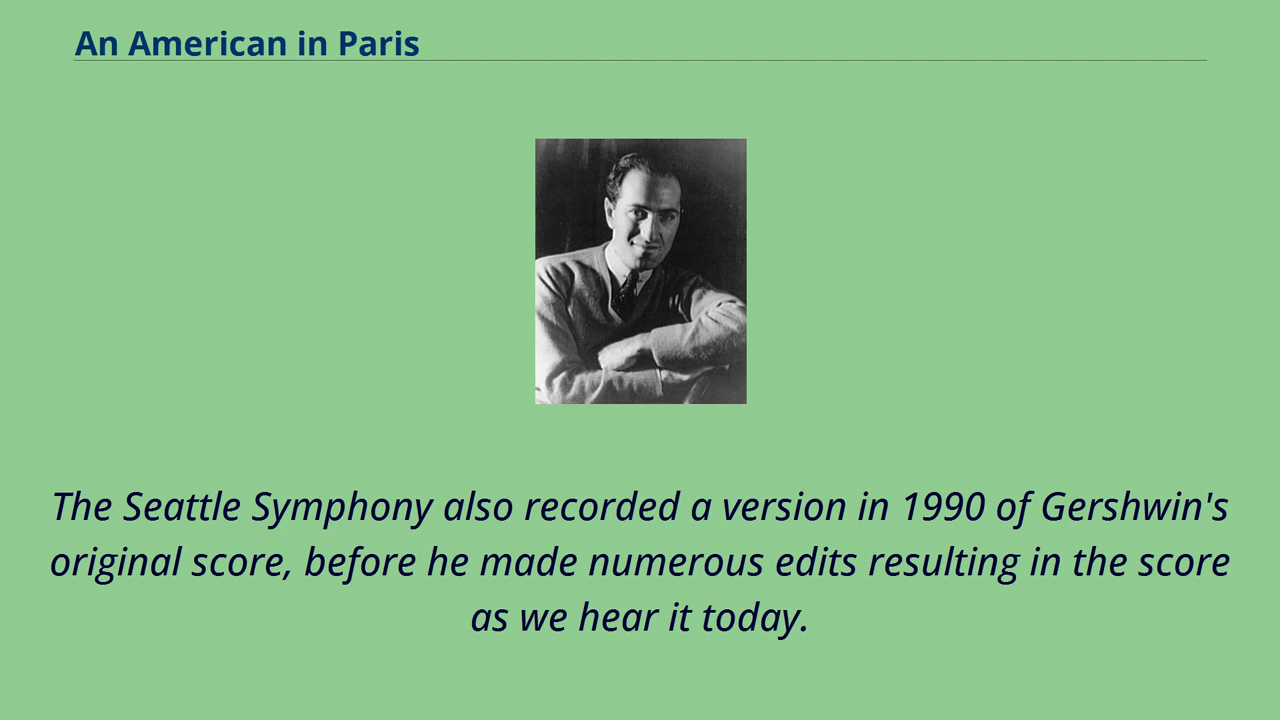 An American in Paris
The Seattle Symphony also recorded a version in 1990 of Gershwin's
original score, before he made numerous edits resulting in the score
as we hear it today.